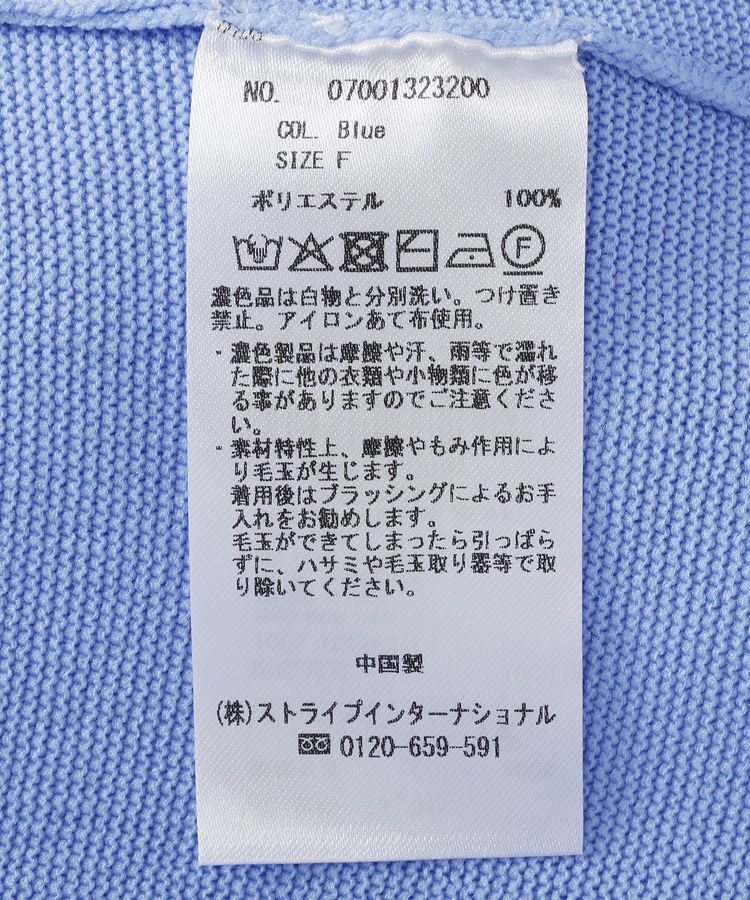 NO. 07001323200
COL. Blue
SIZE F
ポリエステル 100%
F
濃色品は白物と分別洗い。つけ置き
禁止。アイロンあて布使用。
・濃色製品は摩擦や汗、雨等で濡れ
た際に他の衣類や小物類に色が移
る事がありますのでご注意くださ
い。
・素材特性上、摩擦やもみ作用によ
り毛玉が生じます。
着用後はブラッシングによるお手
入れをお勧めします。
毛玉ができてしまったら引っぱら
ずに、ハサミや毛玉取り器等で取
り除いてください。
中国製
(株)ストライプインターナショナル
0120-659-591